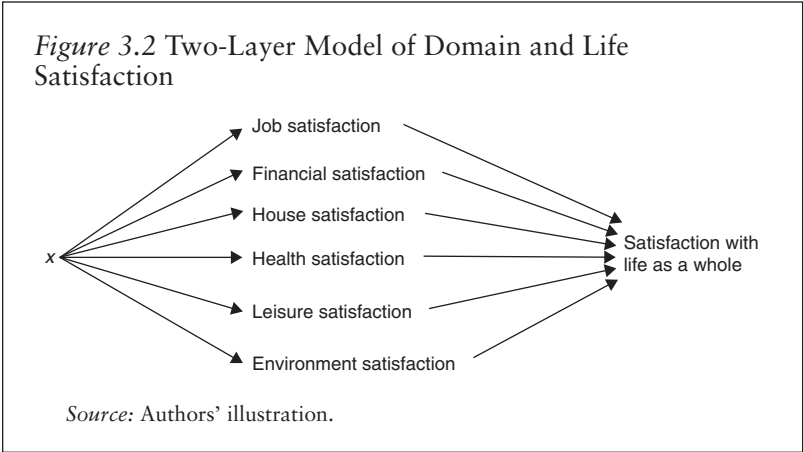 Figure 3.2 Two-Layer Model of Domain and Life
Satisfaction
Job satisfaction
Financial satisfaction
House satisfaction
x
Health satisfaction
Leisure satisfaction
Environment satisfaction
Satisfaction with
life as a whole
Source: Authors’ illustration.